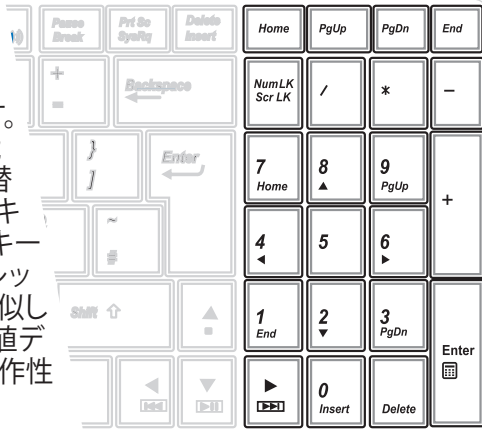 Pause Prt Sc Delete Home PgUp PgDn End
Break SysRq Insert
+ Backspace NumLK / * −
= Scr LK
。
} Enter 7 8 9 +
] Home PgUp
替
キ
キー
~ 4 5 6
#
ッ
似し
値デ
作性
Shift 1 2 3 Enter
End PgDn
0 Delete
Insert